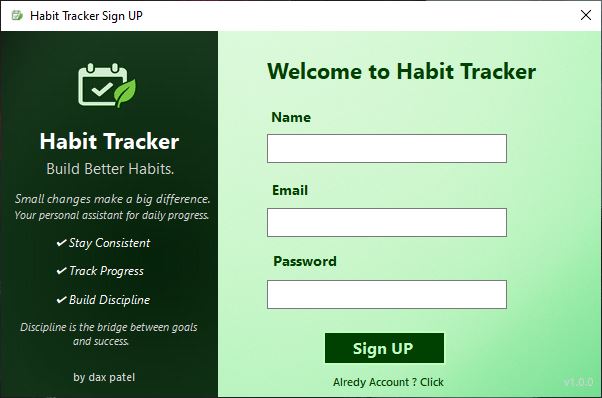 Habit Tracker Sign UP
Habit Tracker
Build Better Habits.
Small changes make a big difference.
Your personal assistant for daily progress.
✔ Stay Consistent
✔ Track Progress
✔ Build Discipline
Discipline is the bridge between goals
and success.
by dax patel
Welcome to Habit Tracker
Name
Email
Password
Sign UP
Alredy Account ? Click
v1.0.0